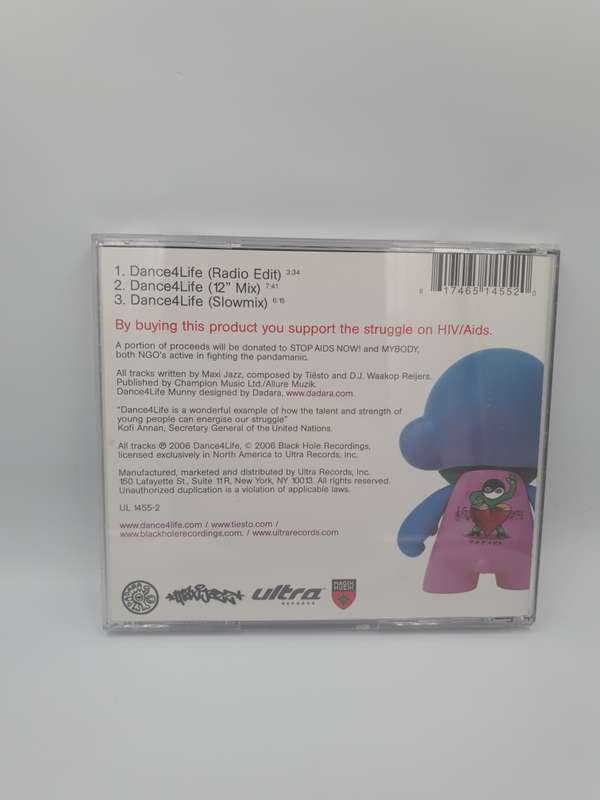 1. Dance4Life (Radio Edit) 3:34
2. Dance4Life (12" Mix) 7:41
3. Dance4Life (Slowmix) 6:15
8 17465 14552 0
By buying this product you support the struggle on HIV/Aids.
A portion of proceeds will be donated to STOP AIDS NOW! and MYBODY,
both NGO's active in fighting the pandamanic.
All tracks written by Maxi Jazz, composed by Tiësto and D.J. Waakop Reijers.
Published by Champion Music Ltd./Allure Muzik.
Dance4Life Munny designed by Dadara, www.dadara.com.
"Dance4Life is a wonderful example of how the talent and strength of
young people can energise our struggle"
Kofi Annan, Secretary General of the United Nations.
All tracks ℗ 2006 Dance4Life, © 2006 Black Hole Recordings,
licensed exclusively in North America to Ultra Records, Inc.
Manufactured, marketed and distributed by Ultra Records, Inc.
150 Lafayette St., Suite 11R, New York, NY 10013. All rights reserved.
Unauthorized duplication is a violation of applicable laws.
UL 1455-2
www.dance4life.com / www.tiesto.com /
www.blackholerecordings.com. / www.ultrarecords.com
maxi jazz
ultra
RECORDS
MAGIK
MUZIK